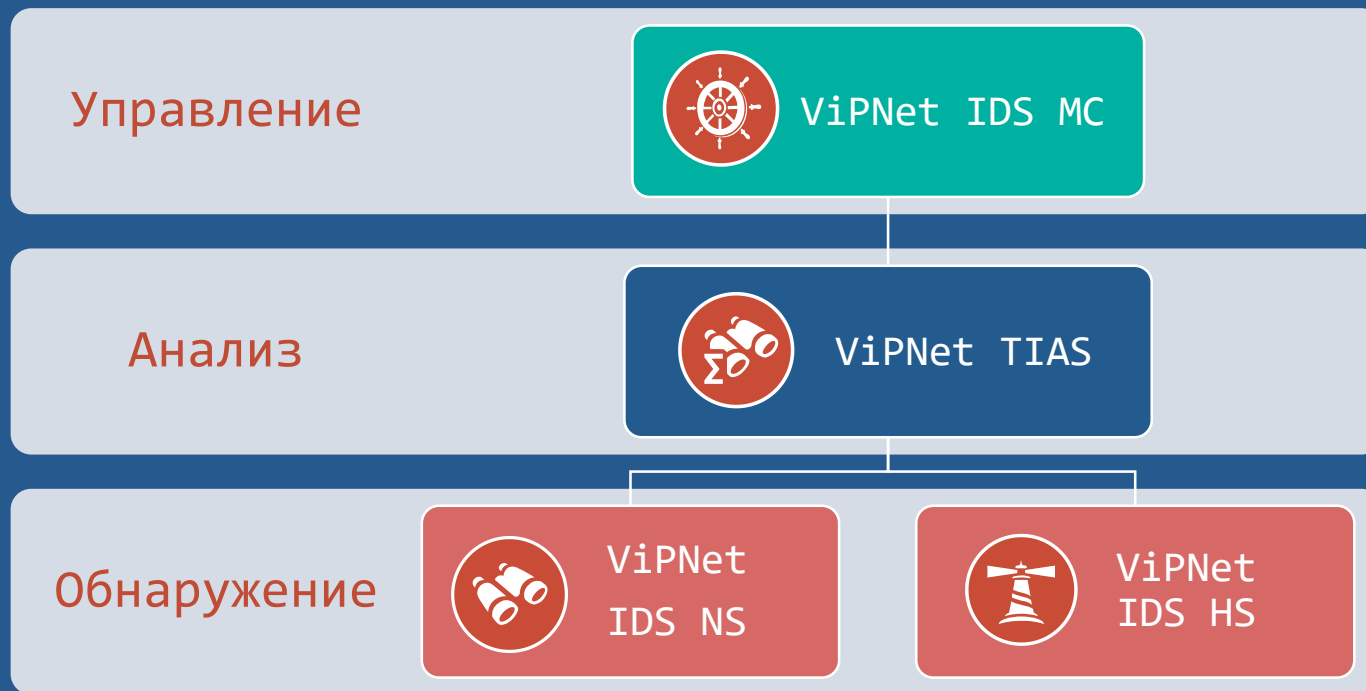 Управление
ViPNet IDS MC
Анализ
Σ
ViPNet TIAS
Обнаружение
ViPNet
IDS NS
ViPNet
IDS HS